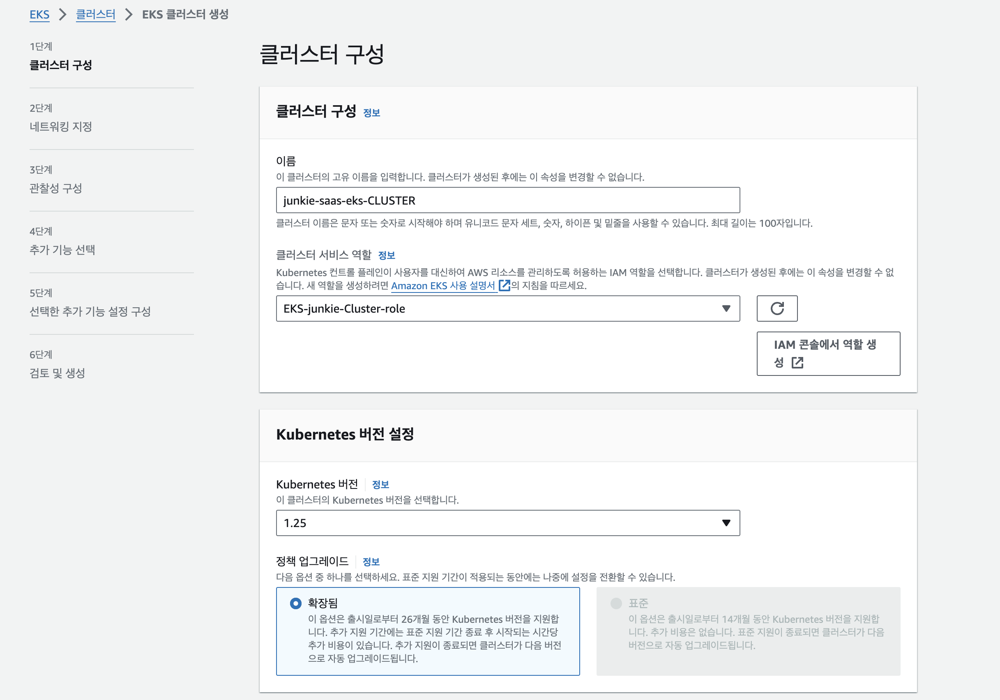 EKS
클러스터
EKS 클러스터 생성
1단계
클러스터 구성
2단계
네트워킹 지정
3단계
관찰성 구성
4단계
추가 기능 선택
5단계
선택한 추가 기능 설정 구성
6단계
검토 및 생성
클러스터 구성
클러스터 구성 정보
이름
이 클러스터의 고유 이름을 입력합니다. 클러스터가 생성된 후에는 이 속성을 변경할 수 없습니다.
junkie-saas-eks-CLUSTER
클러스터 이름은 문자 또는 숫자로 시작해야 하며 유니코드 문자 세트, 숫자, 하이픈 및 밑줄을 사용할 수 있습니다. 최대 길이는 100자입니다.
클러스터 서비스 역할 정보
Kubernetes 컨트롤 플레인이 사용자를 대신하여 AWS 리소스를 관리하도록 허용하는 IAM 역할을 선택합니다. 클러스터가 생성된 후에는 이 속성을 변경할 수 없
습니다. 새 역할을 생성하려면 Amazon EKS 사용 설명서의 지침을 따르세요.
EKS-junkie-Cluster-role
IAM 콘솔에서 역할 생
성
Kubernetes 버전 설정
Kubernetes 버전 정보
이 클러스터의 Kubernetes 버전을 선택합니다.
1.25
정책 업그레이드 정보
다음 옵션 중 하나를 선택하세요. 표준 지원 기간이 적용되는 동안에는 나중에 설정을 전환할 수 있습니다.
확장됨
이 옵션은 출시일로부터 26개월 동안 Kubernetes 버전을 지원합
니다. 추가 지원 기간에는 표준 지원 기간 종료 후 시작되는 시간당
추가 비용이 있습니다. 추가 지원이 종료되면 클러스터가 다음 버전
으로 자동 업그레이드됩니다.
표준
이 옵션은 출시일로부터 14개월 동안 Kubernetes 버전을 지원합
니다. 추가 비용은 없습니다. 표준 지원이 종료되면 클러스터가 다음
버전으로 자동 업그레이드됩니다.